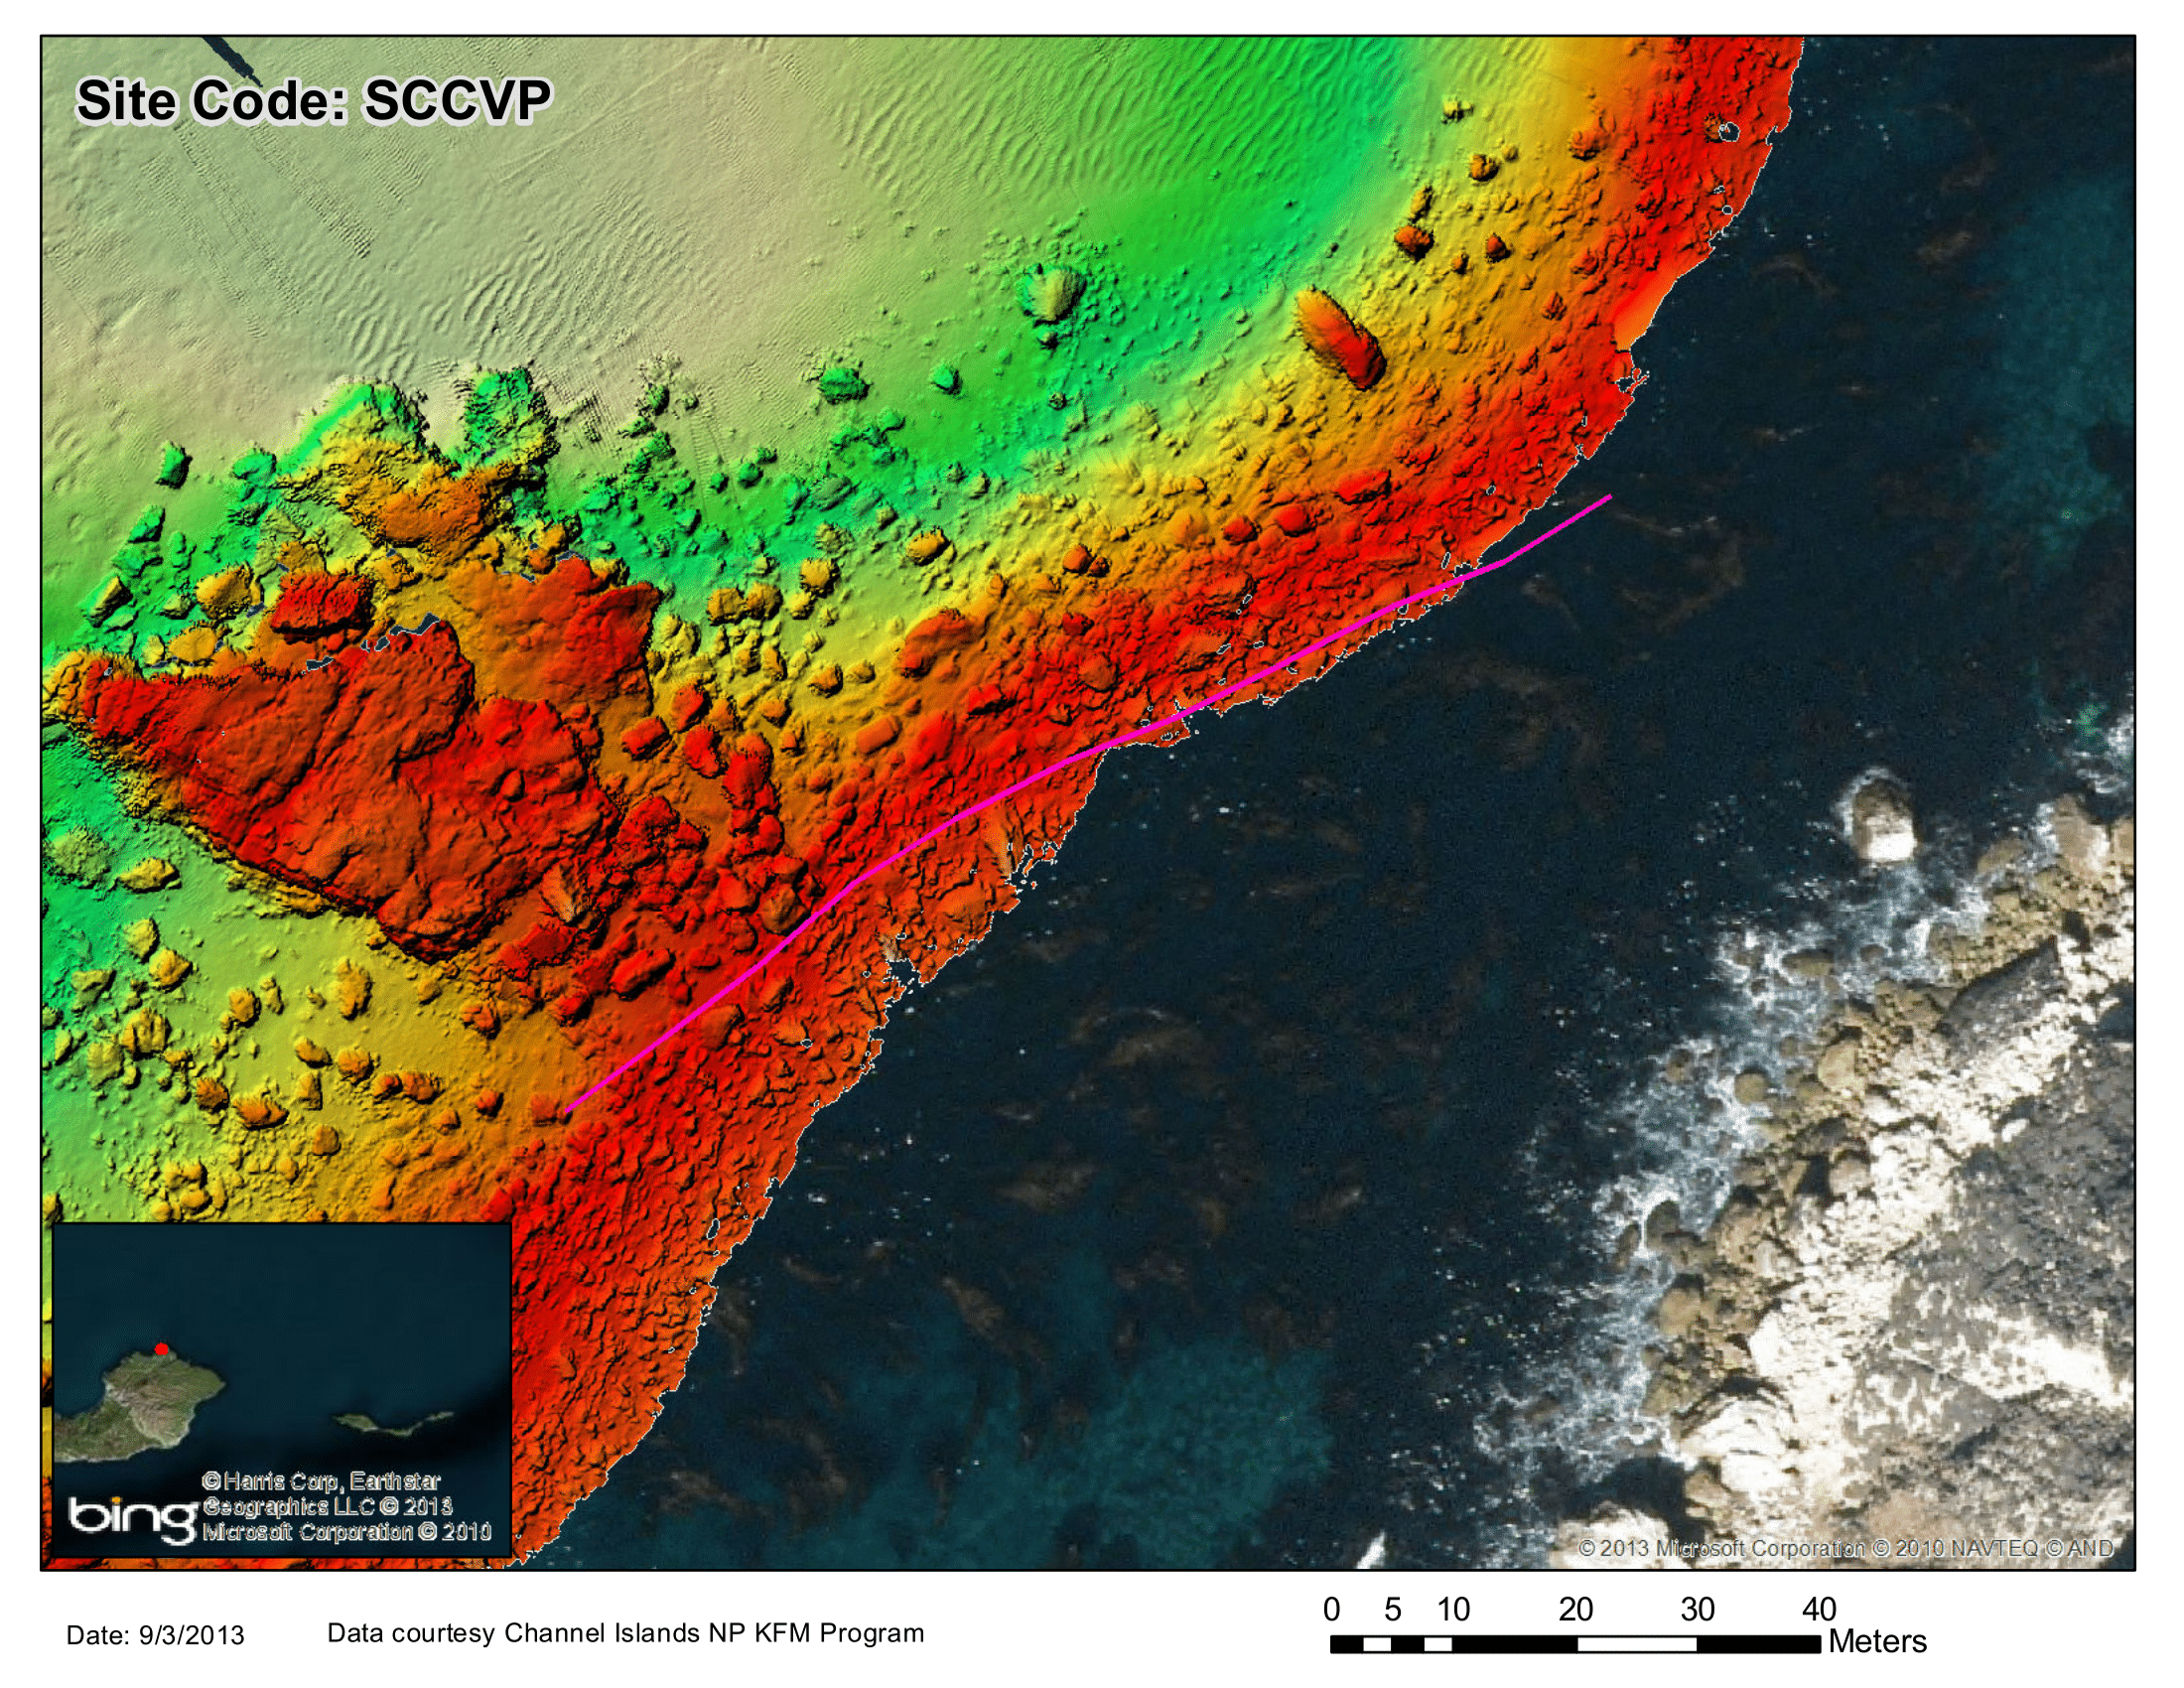 Site Code: SCCVP
©Harris Corp, Earthstar
Geographics LLC © 2013
Microsoft Corporation © 2010
bing
© 2013 Microsoft Corporation © 2010 NAVTEQ © AND
0 5 10 20 30 40
Meters
Date: 9/3/2013
Data courtesy Channel Islands NP KFM Program